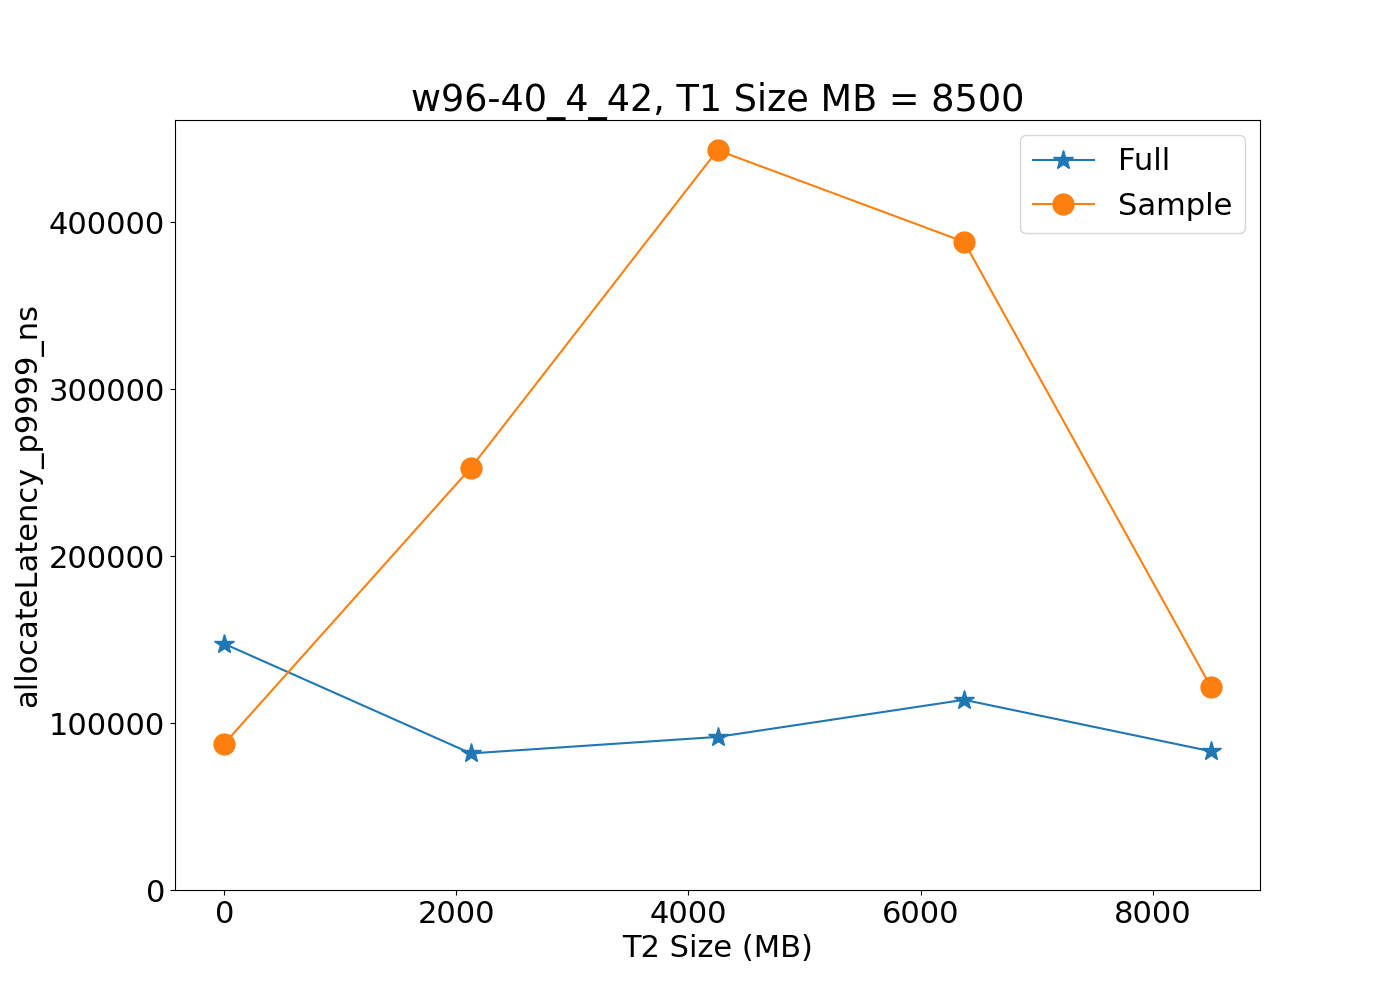 w96-40_4_42, T1 Size MB = 8500
Full
Sample
allocateLatency_p9999_ns
400000
300000
200000
100000
0
0 2000 4000 6000 8000
T2 Size (MB)